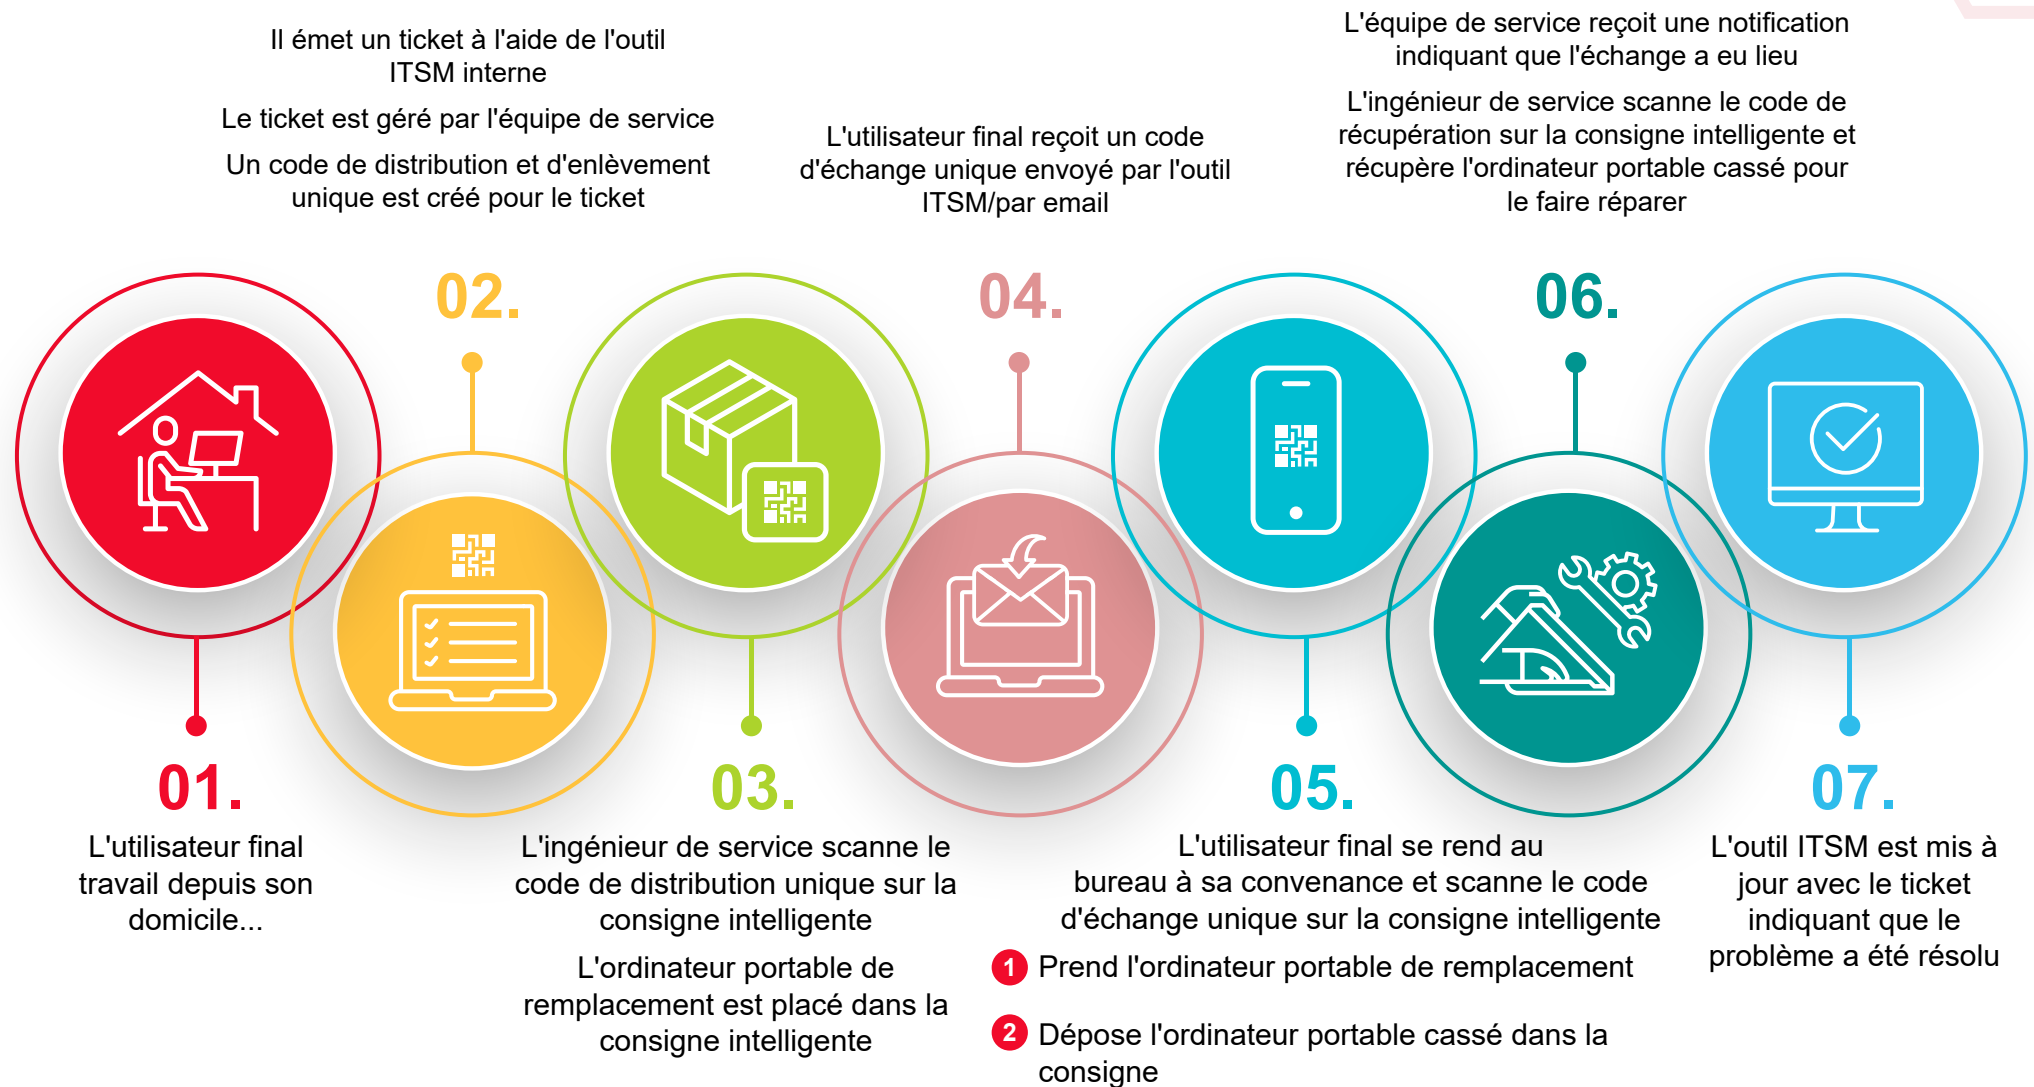 01.
L'utilisateur final
travail depuis son
domicile...
Il émet un ticket à l'aide de l'outil
ITSM interne
Le ticket est géré par l'équipe de service
Un code de distribution et d'enlèvement
unique est créé pour le ticket
02.
03.
L'ingénieur de service scanne le
code de distribution unique sur la
consigne intelligente
L'ordinateur portable de
remplacement est placé dans la
consigne intelligente
L'utilisateur final reçoit un code
d'échange unique envoyé par l'outil
ITSM/par email
04.
05.
L'utilisateur final se rend au
bureau à sa convenance et scanne le code
d'échange unique sur la consigne intelligente
1 Prend l'ordinateur portable de remplacement
2 Dépose l'ordinateur portable cassé dans la
consigne
L'équipe de service reçoit une notification
indiquant que l'échange a eu lieu
L'ingénieur de service scanne le code de
récupération sur la consigne intelligente et
récupère l'ordinateur portable cassé pour
le faire réparer
06.
07.
L'outil ITSM est mis à
jour avec le ticket
indiquant que le
problème a été résolu